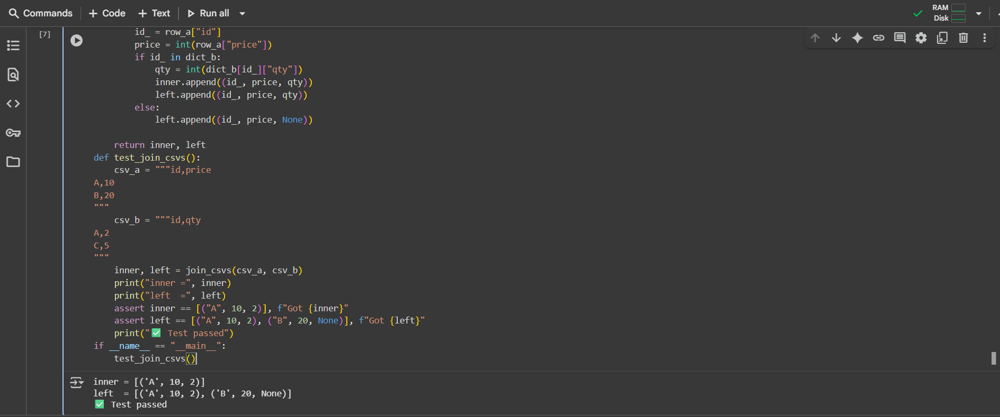 Commands + Code + Text Run all
RAM
Disk
[7]
        id_ = row_a["id"]
        price = int(row_a["price"])
        if id_ in dict_b:
            qty = int(dict_b[id_]["qty"])
            inner.append((id_, price, qty))
            left.append((id_, price, qty))
        else:
            left.append((id_, price, None))

    return inner, left
def test_join_csvs():
    csv_a = """id,price
A,10
B,20
"""
    csv_b = """id,qty
A,2
C,5
"""
    inner, left = join_csvs(csv_a, csv_b)
    print("inner =", inner)
    print("left  =", left)
    assert inner == [("A", 10, 2)], f"Got {inner}"
    assert left == [("A", 10, 2), ("B", 20, None)], f"Got {left}"
    print("✅ Test passed")
if __name__ == "__main__":
    test_join_csvs()
inner = [('A', 10, 2)]
left  = [('A', 10, 2), ('B', 20, None)]
✅ Test passed